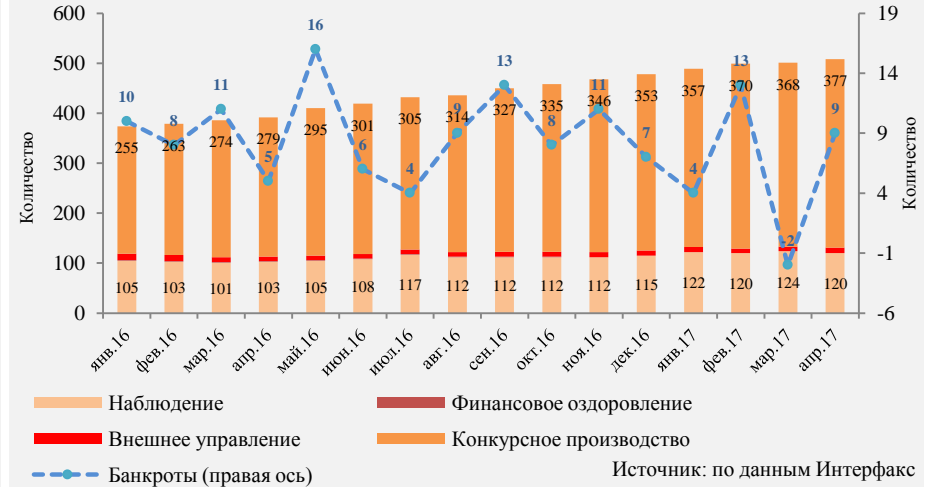 600
500
400
300
200
100
0
Количество
19
14
9
4
-1
-6
Количество
10 8 11 5 16 6 4 9 13 8 11 7 4 13 -2 9
255 263 274 279 295 301 305 314 327 335 346 353 357 370 368 377
105 103 101 103 105 108 117 112 112 112 112 115 122 120 124 120
янв.16 фев.16 мар.16 апр.16 май.16 июн.16 июл.16 авг.16 сен.16 окт.16 ноя.16 дек.16 янв.17 фев.17 мар.17 апр.17
Наблюдение Финансовое оздоровление
Внешнее управление Конкурсное производство
Банкроты (правая ось)
Источник: по данным Интерфакс